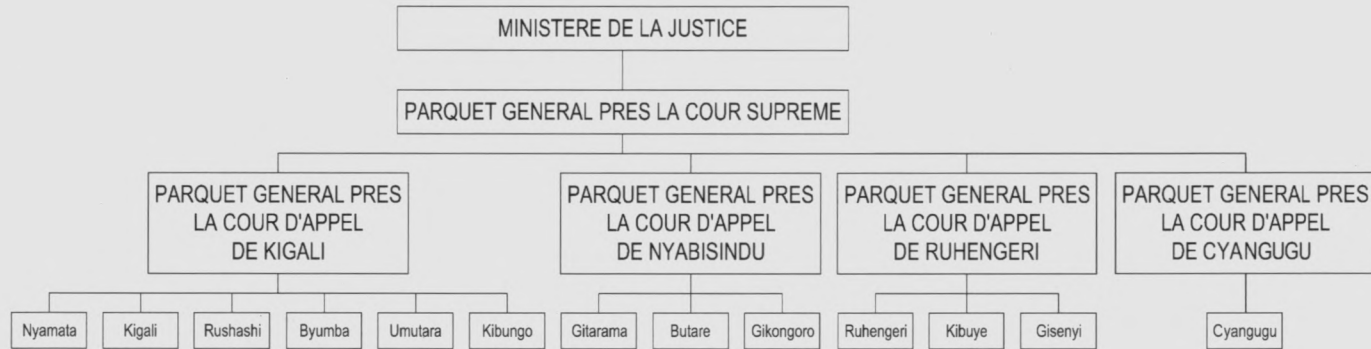 MINISTERE DE LA JUSTICE
PARQUET GENERAL PRES LA COUR SUPREME
PARQUET GENERAL PRES
LA COUR D'APPEL
DE KIGALI
PARQUET GENERAL PRES
LA COUR D'APPEL
DE NYABISINDU
PARQUET GENERAL PRES
LA COUR D'APPEL
DE RUHENGERI
PARQUET GENERAL PRES
LA COUR D'APPEL
DE CYANGUGU
Nyamata
Kigali
Rushashi
Byumba
Umutara
Kibungo
Gitarama
Butare
Gikongoro
Ruhengeri
Kibuye
Gisenyi
Cyangugu